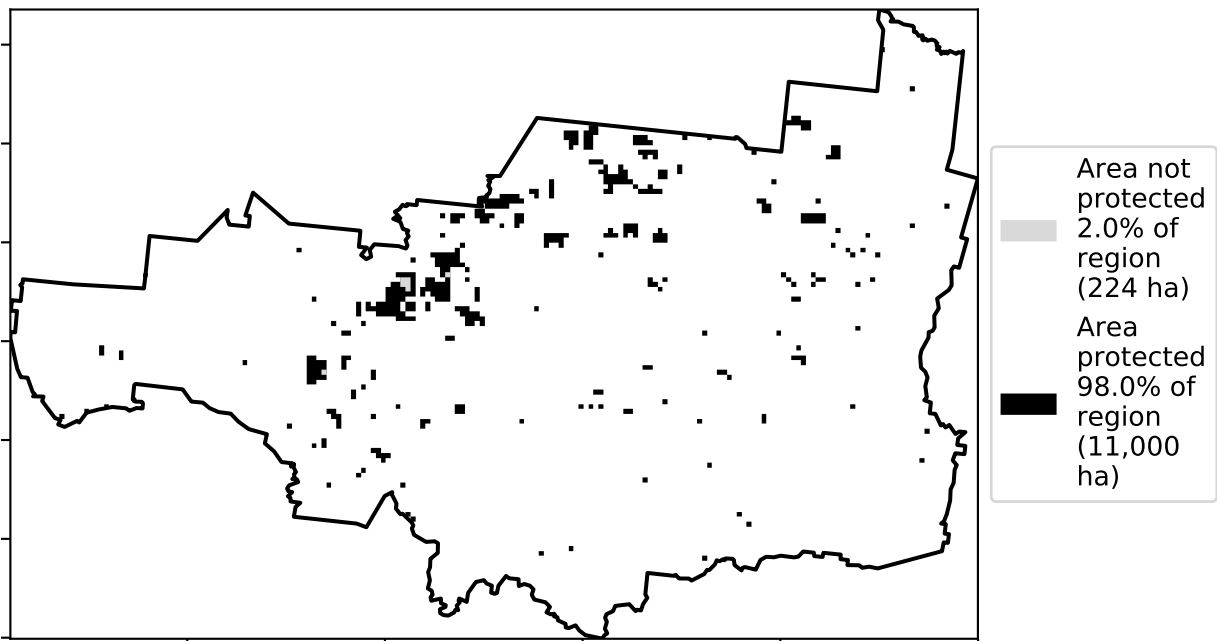 Area not
protected
2.0% of
region
(224 ha)
Area
protected
98.0% of
region
(11,000
ha)